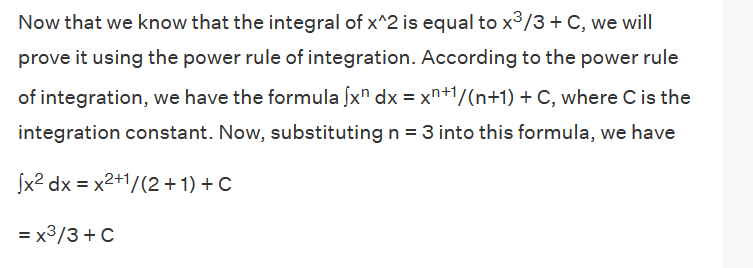 Now that we know that the integral of x^2 is equal to x³/3 + C, we will
prove it using the power rule of integration. According to the power rule
of integration, we have the formula ∫xⁿ dx = xⁿ⁺¹/(n+1) + C, where C is the
integration constant. Now, substituting n = 3 into this formula, we have
∫x² dx = x²⁺¹/(2 + 1) + C
= x³/3 + C